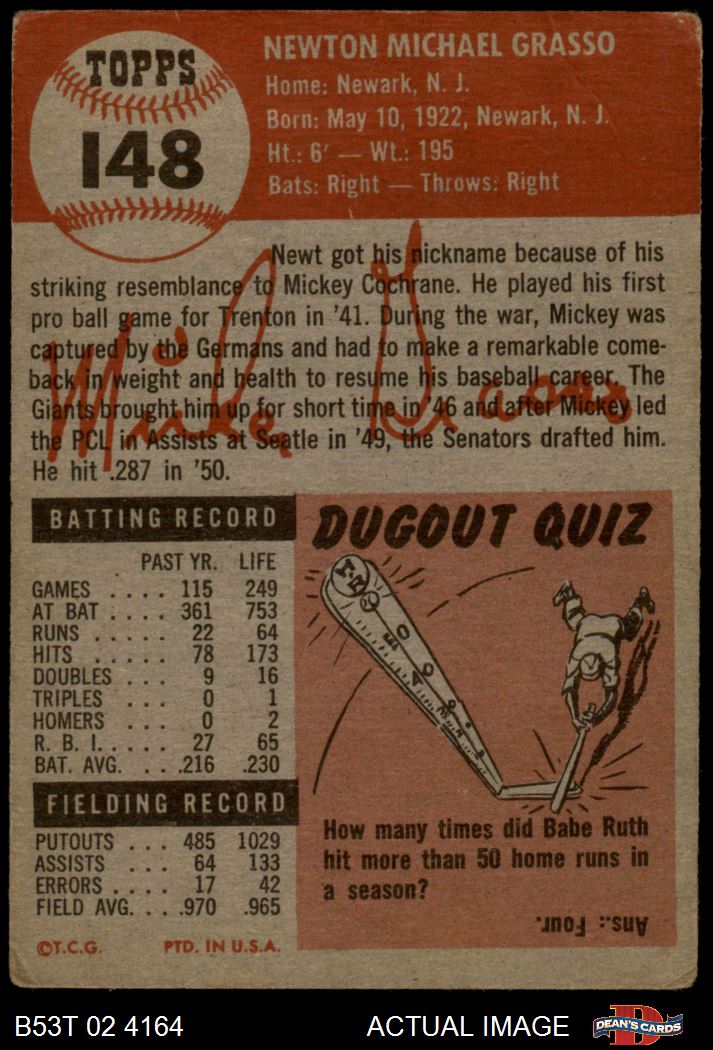 TOPPS
148
NEWTON MICHAEL GRASSO
Home: Newark, N. J.
Born: May 10, 1922, Newark, N. J.
Ht.: 6′ — Wt.: 195
Bats: Right — Throws: Right
Newt got his nickname because of his
striking resemblance to Mickey Cochrane. He played his first
pro ball game for Trenton in '41. During the war, Mickey was
captured by the Germans and had to make a remarkable come-
back in weight and health to resume his baseball career. The
Giants brought him up for short time in '46 and after Mickey led
the PCL in Assists at Seatle in '49, the Senators drafted him.
He hit .287 in '50.
Mike Grasso
BATTING RECORD
PAST YR. LIFE
GAMES .... 115 249
AT BAT .... 361 753
RUNS ..... 22 64
HITS ..... 78 173
DOUBLES ... 9 16
TRIPLES ... 0 1
HOMERS ... 0 2
R. B. I. .... 27 65
BAT. AVG. ... .216 .230
FIELDING RECORD
PUTOUTS ... 485 1029
ASSISTS ... 64 133
ERRORS .... 17 42
FIELD AVG. ... .970 .965
©T.C.G. PTD. IN U.S.A.
DUGOUT QUIZ
How many times did Babe Ruth
hit more than 50 home runs in
a season?
Ans.: Four.
B53T 02 4164 ACTUAL IMAGE
DEAN'S CARDS